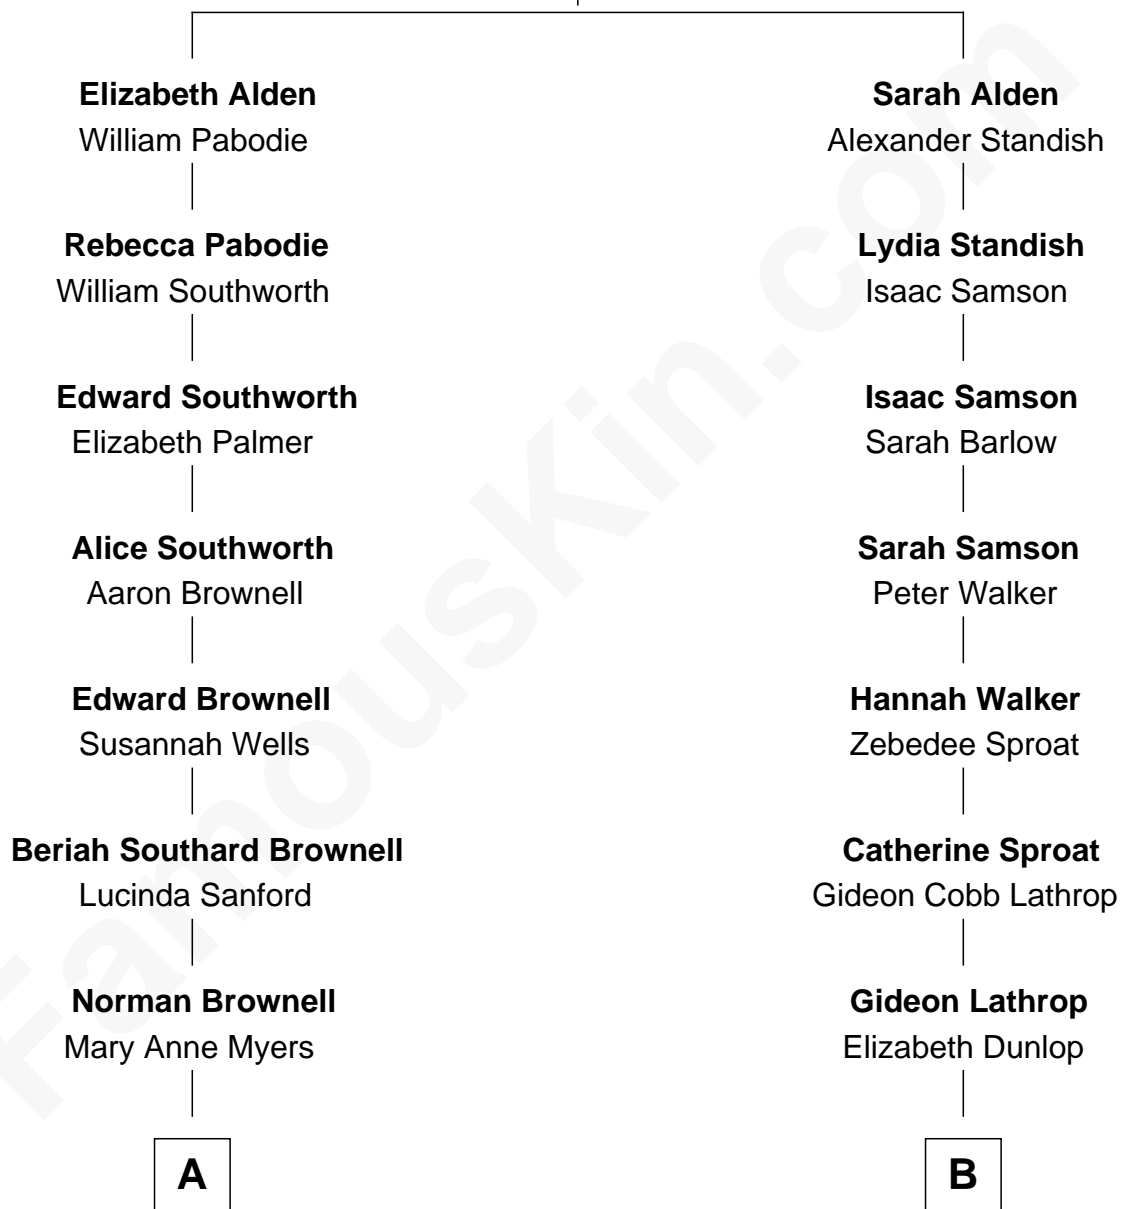 Elizabeth Alden
William Pabodie
Sarah Alden
Alexander Standish
Rebecca Pabodie
William Southworth
Lydia Standish
Isaac Samson
Edward Southworth
Elizabeth Palmer
Isaac Samson
Sarah Barlow
Alice Southworth
Aaron Brownell
Sarah Samson
Peter Walker
Edward Brownell
Susannah Wells
Hannah Walker
Zebedee Sproat
Beriah Southard Brownell
Lucinda Sanford
Catherine Sproat
Gideon Cobb Lathrop
Norman Brownell
Mary Anne Myers
Gideon Lathrop
Elizabeth Dunlop
A
B
FamousKin.com